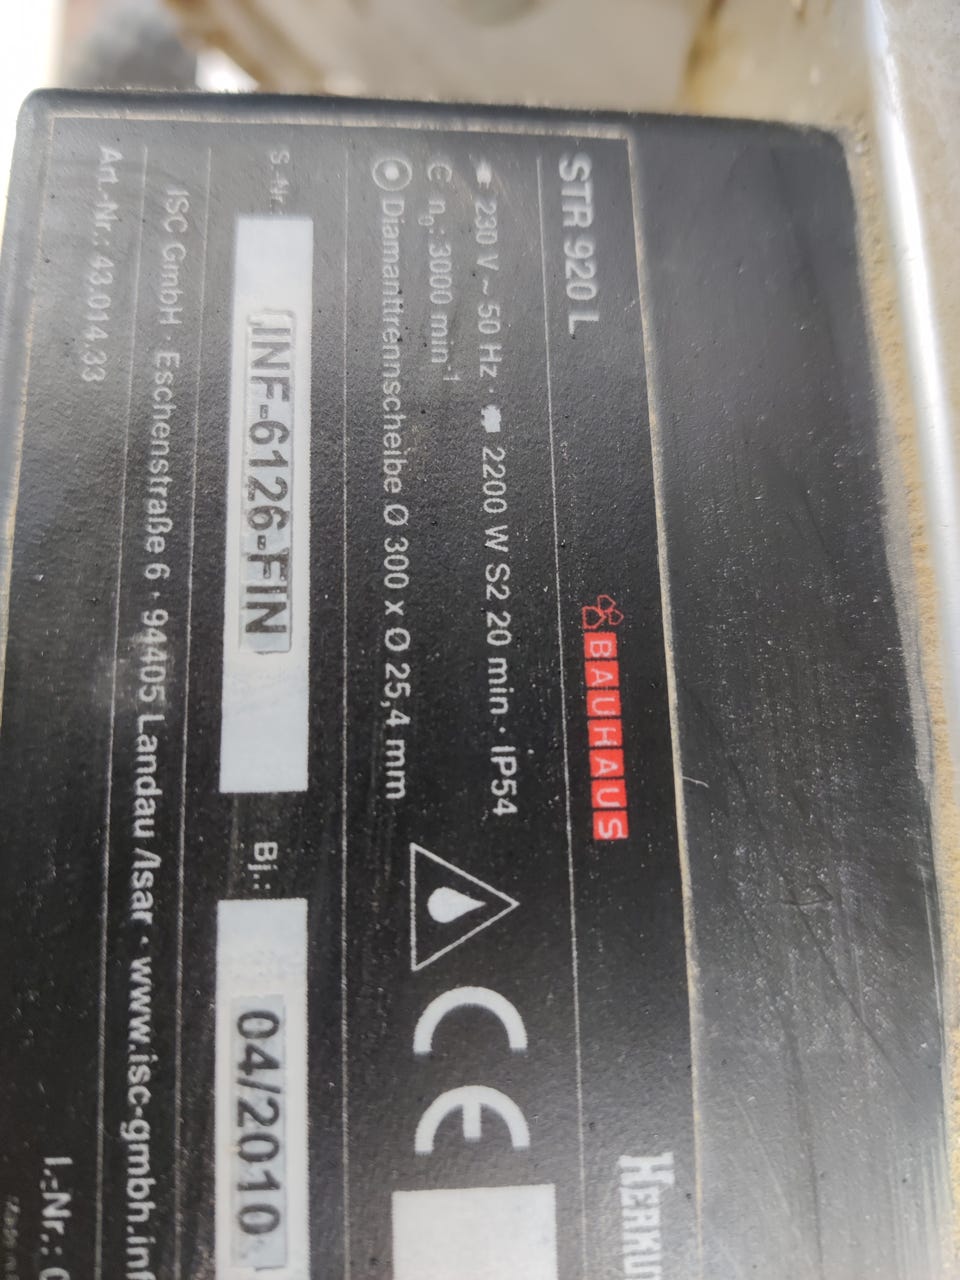 BAUHAUS
STR 920 L
230 V ~ 50 Hz · 2200 W S2 20 min · IP54
n₀: 3000 min⁻¹
Diamanttrennscheibe Ø 300 x Ø 25,4 mm
CE
S.-Nr.: INF-6126-FIN Bj.: 04/2010
ISC GmbH · Eschenstraße 6 · 94405 Landau /Isar · www.isc-gmbh.inf
Art.-Nr.: 43.014.33 I.-Nr.: